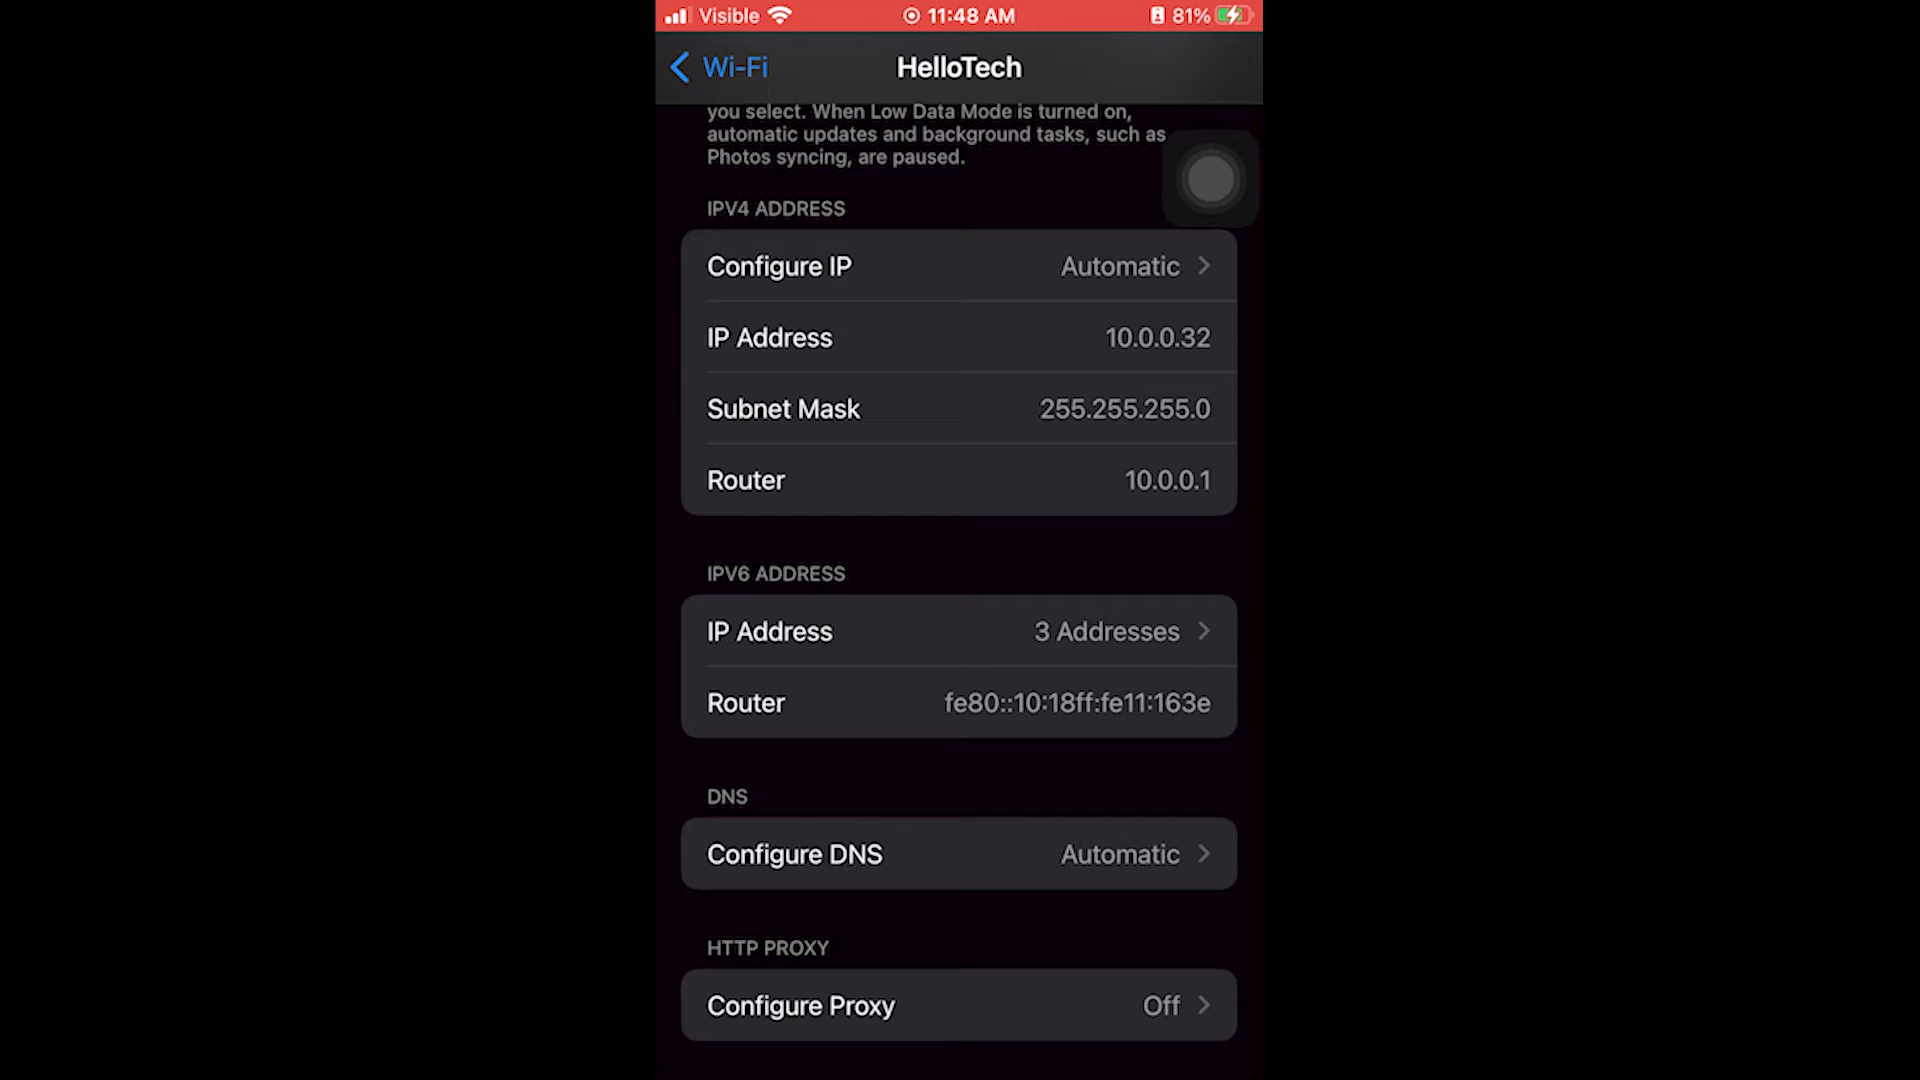 Visible 11:48 AM 81%
Wi-Fi HelloTech
you select. When Low Data Mode is turned on,
automatic updates and background tasks, such as
Photos syncing, are paused.
IPV4 ADDRESS
Configure IP Automatic
IP Address 10.0.0.32
Subnet Mask 255.255.255.0
Router 10.0.0.1
IPV6 ADDRESS
IP Address 3 Addresses
Router fe80::10:18ff:fe11:163e
DNS
Configure DNS Automatic
HTTP PROXY
Configure Proxy Off